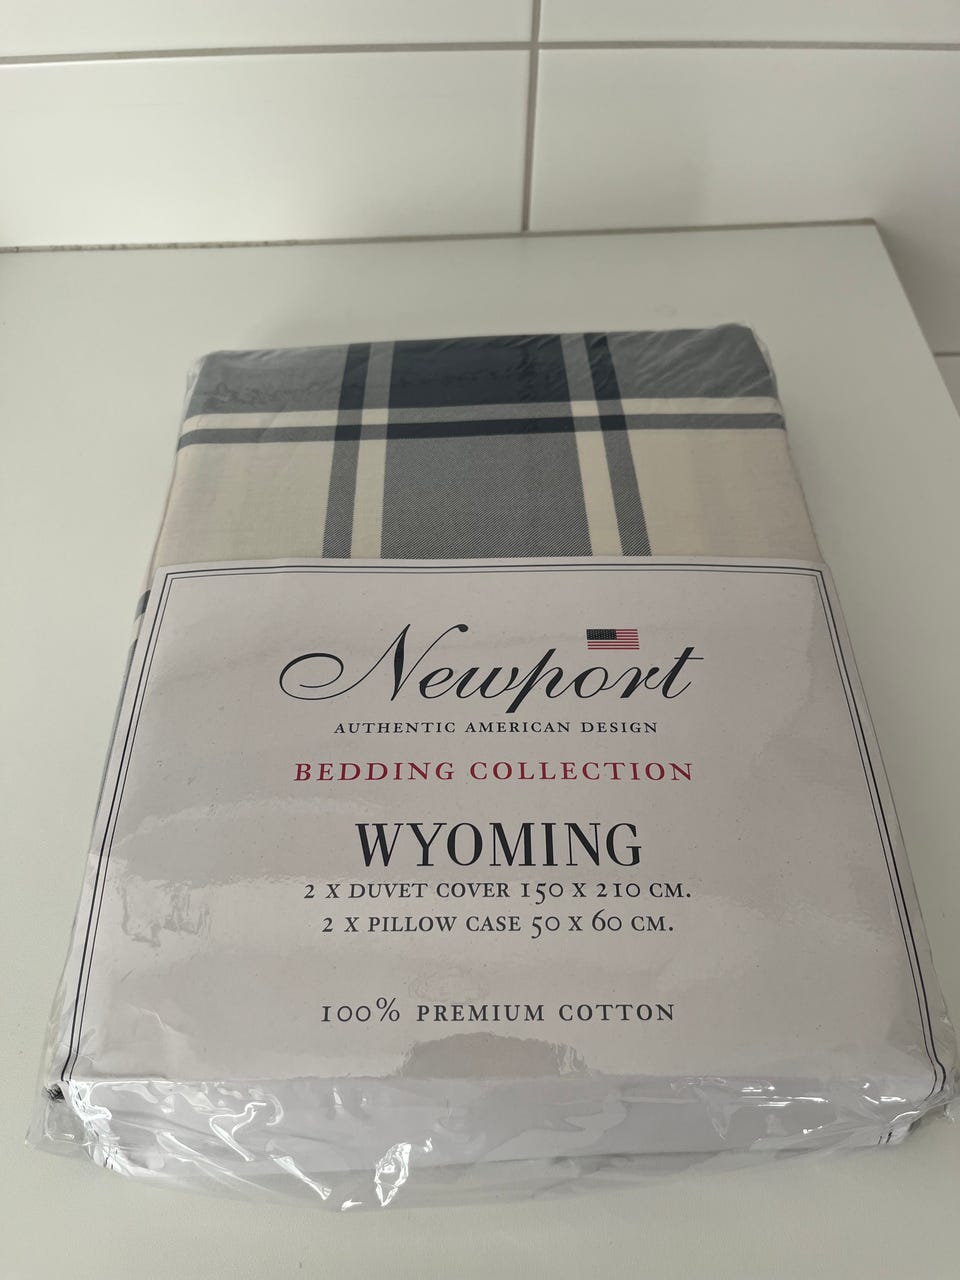 Newport
AUTHENTIC AMERICAN DESIGN
BEDDING COLLECTION
WYOMING
2 X DUVET COVER 150 X 210 CM.
2 X PILLOW CASE 50 X 60 CM.
100% PREMIUM COTTON